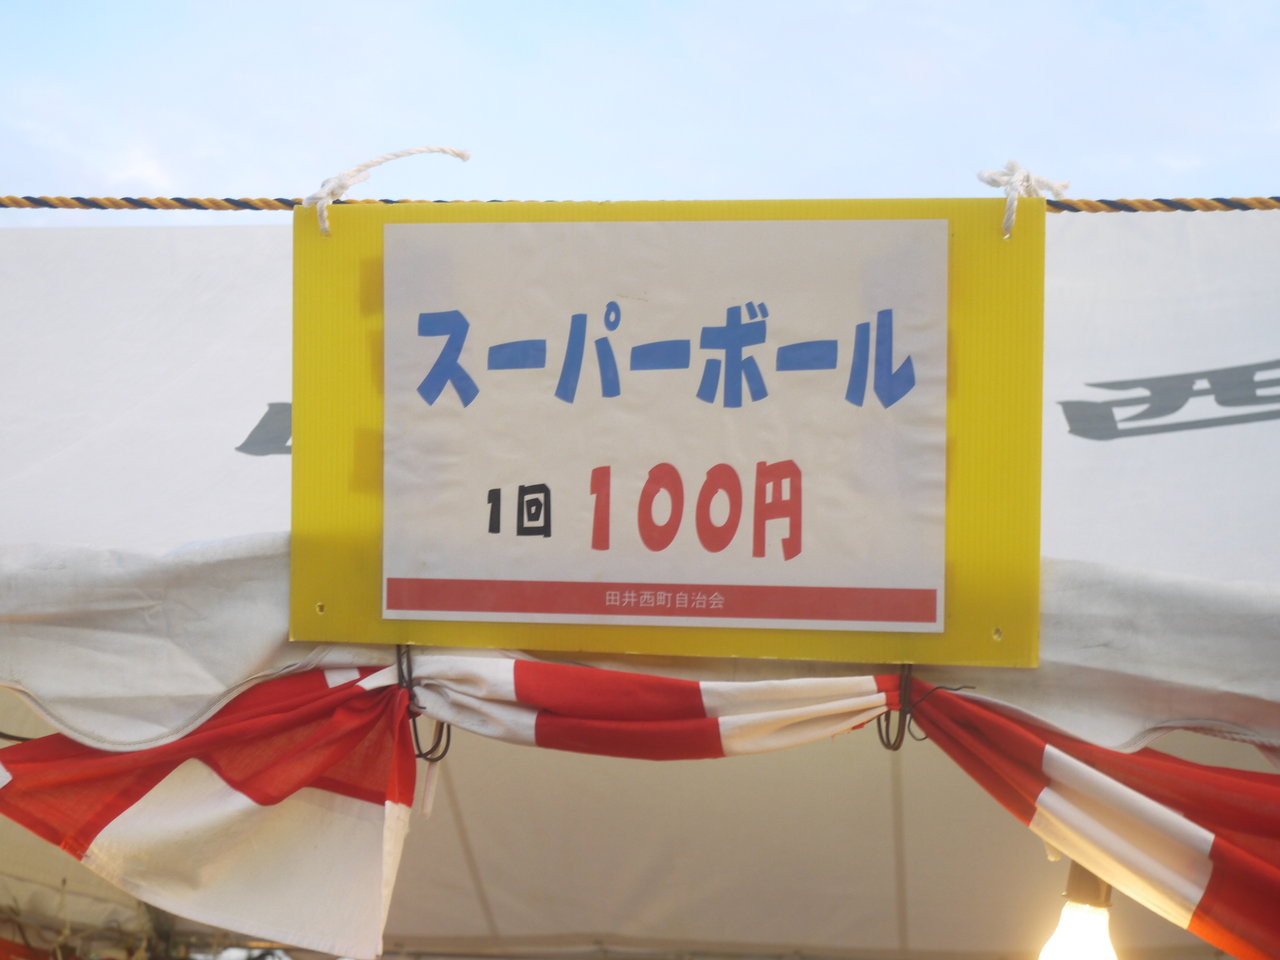 スーパーボール
1回 100円
田井西町自治会
西